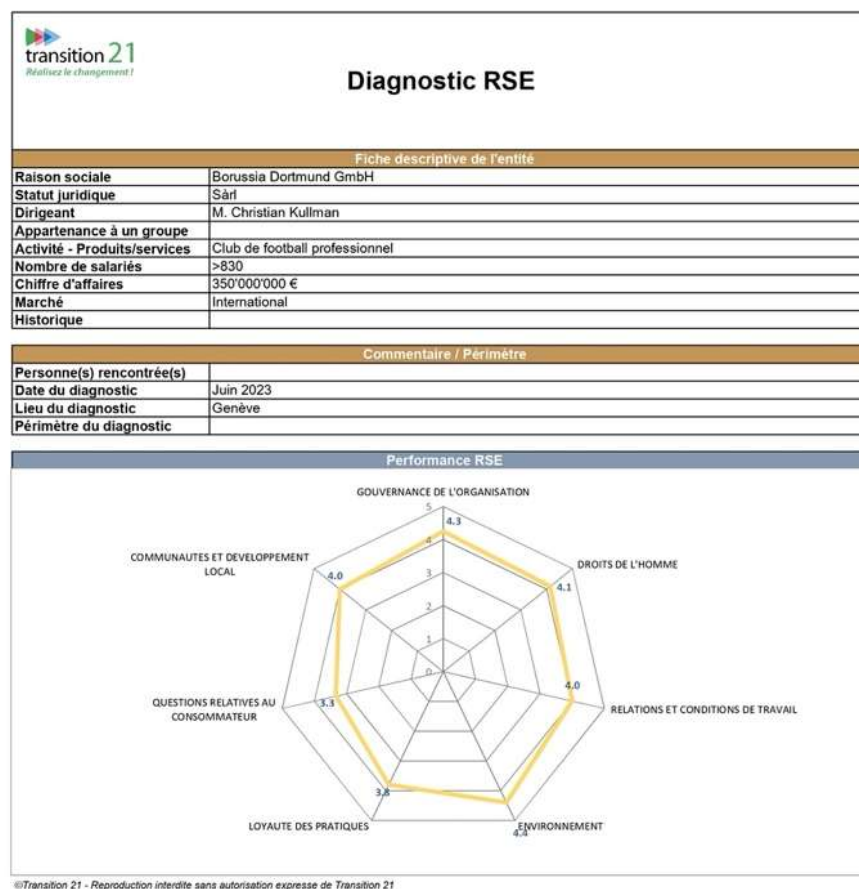 transition 21
Réalisez le changement !
Diagnostic RSE
Fiche descriptive de l'entité
Raison sociale Borussia Dortmund GmbH
Statut juridique Sàrl
Dirigeant M. Christian Kullman
Appartenance à un groupe
Activité - Produits/services Club de football professionnel
Nombre de salariés >830
Chiffre d'affaires 350'000'000 €
Marché International
Historique
Commentaire / Périmètre
Personne(s) rencontrée(s)
Date du diagnostic Juin 2023
Lieu du diagnostic Genève
Périmètre du diagnostic
Performance RSE
GOUVERNANCE DE L'ORGANISATION
5
4.3
4
3
2
1
0
COMMUNAUTES ET DEVELOPPEMENT
LOCAL
4.0
DROITS DE L'HOMME
4.1
4.0
RELATIONS ET CONDITIONS DE TRAVAIL
QUESTIONS RELATIVES AU
CONSOMMATEUR
3.3
3.8
LOYAUTE DES PRATIQUES
ENVIRONNEMENT
4.4
©Transition 21 - Reproduction interdite sans autorisation expresse de Transition 21